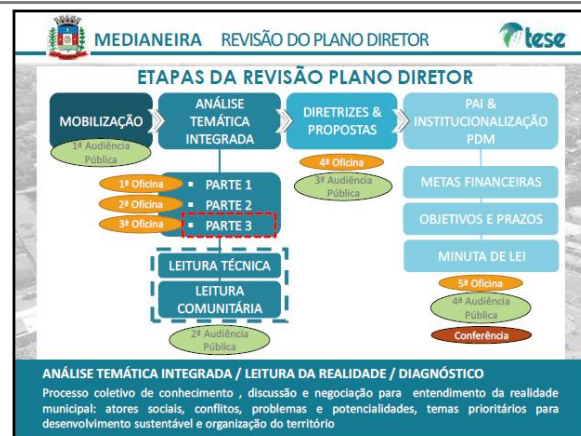 MEDIANEIRA REVISÃO DO PLANO DIRETOR
tese
ETAPAS DA REVISÃO PLANO DIRETOR
MOBILIZAÇÃO
1ª Audiência
Pública
ANÁLISE
TEMÁTICA
INTEGRADA
1ª Oficina
▪ PARTE 1
2ª Oficina
▪ PARTE 2
3ª Oficina
▪ PARTE 3
LEITURA TÉCNICA
LEITURA
COMUNITÁRIA
2ª Audiência
Pública
DIRETRIZES &
PROPOSTAS
4ª Oficina
3ª Audiência
Pública
PAI &
INSTITUCIONALIZAÇÃO
PDM
METAS FINANCEIRAS
OBJETIVOS E PRAZOS
MINUTA DE LEI
5ª Oficina
4ª Audiência
Pública
Conferência
ANÁLISE TEMÁTICA INTEGRADA / LEITURA DA REALIDADE / DIAGNÓSTICO
Processo coletivo de conhecimento , discussão e negociação para entendimento da realidade
municipal: atores sociais, conflitos, problemas e potencialidades, temas prioritários para
desenvolvimento sustentável e organização do território